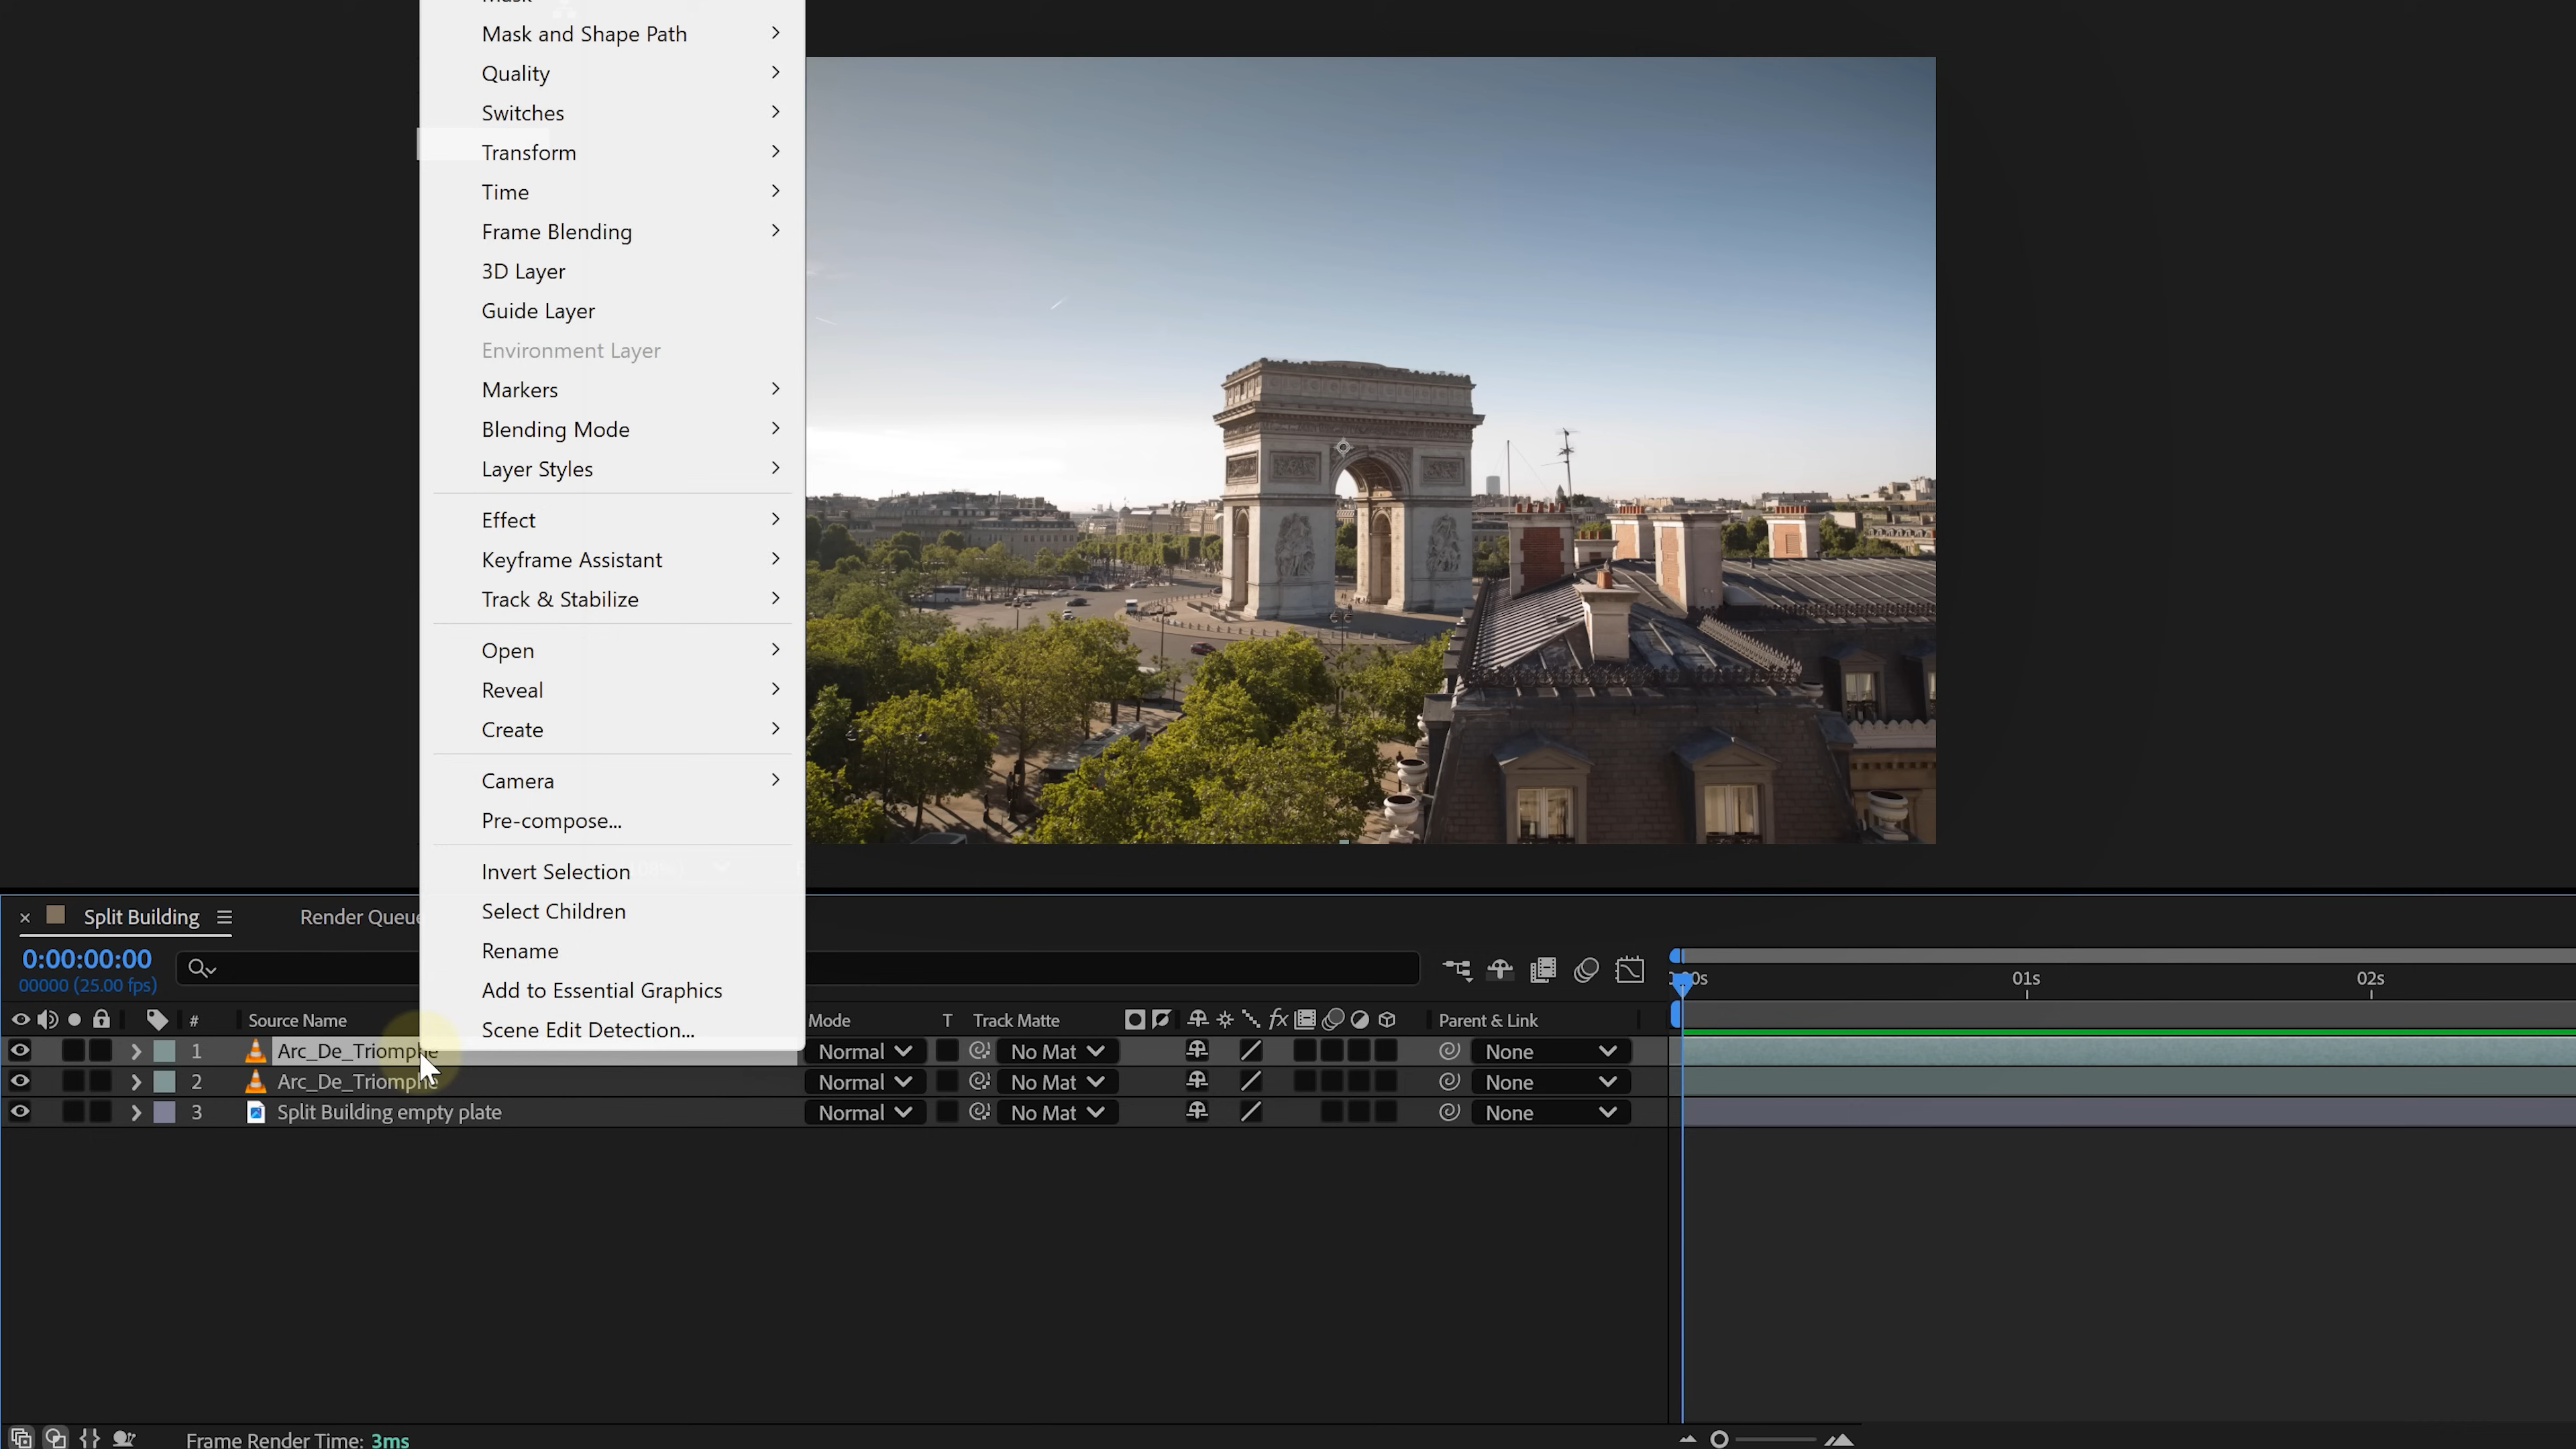 Mask
Mask and Shape Path
Quality
Switches
Transform
Time
Frame Blending
3D Layer
Guide Layer
Environment Layer
Markers
Blending Mode
Layer Styles
Effect
Keyframe Assistant
Track & Stabilize
Open
Reveal
Create
Camera
Pre-compose...
Invert Selection
Select Children
Rename
Add to Essential Graphics
Scene Edit Detection...
Split Building
Render Queue
0:00:00:00
00000 (25.00 fps)
:00s 01s 02s
# Source Name Mode T Track Matte fx Parent & Link
1 Arc_De_Triomphe Normal No Mat None
2 Arc_De_Triomphe Normal No Mat None
3 Split Building empty plate Normal No Mat None
Frame Render Time: 3ms